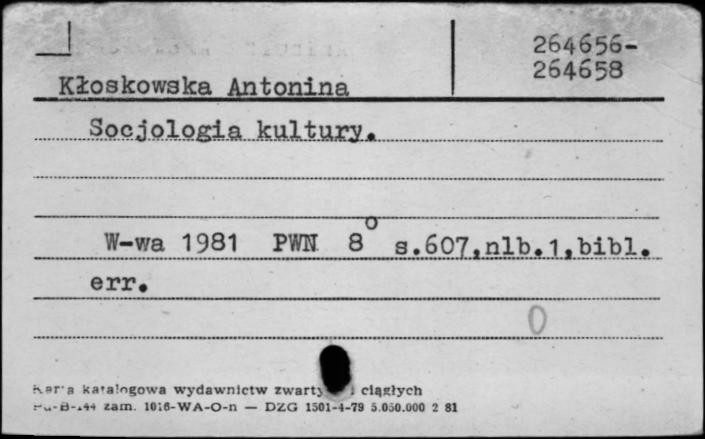 264656-
264658
Kłoskowska Antonina
Socjologia kultury.
W-wa 1981 PWN 8° s.607,nlb.1,bibl.
err.
0
Karta katalogowa wydawnictw ciągłych
zam. 1016-WA-O-n — DZG 1501-4-79 5.050.000 2 81